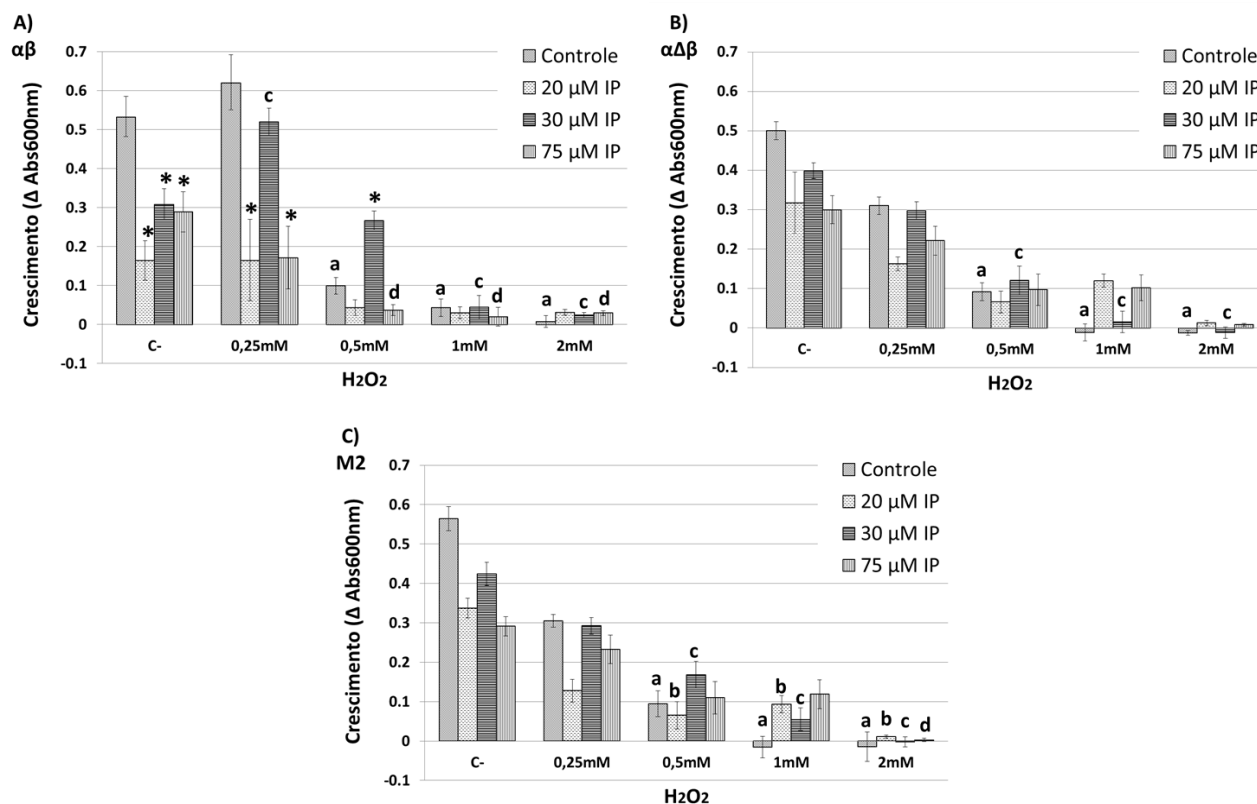 A)
αβ
Crescimento (Δ Abs600nm)
0.7
0.6
0.5
0.4
0.3
0.2
0.1
0
-0.1
Controle
20 μM IP
30 μM IP
75 μM IP
* * *
* c *
a * d
a c d
a c d
C- 0,25mM 0,5mM 1mM 2mM
H2O2
B)
αΔβ
Crescimento (Δ Abs600nm)
0.7
0.6
0.5
0.4
0.3
0.2
0.1
0
-0.1
Controle
20 μM IP
30 μM IP
75 μM IP
a c
a c
a c
C- 0,25mM 0,5mM 1mM 2mM
H2O2
C)
M2
Crescimento (Δ Abs600nm)
0.7
0.6
0.5
0.4
0.3
0.2
0.1
0
-0.1
Controle
20 μM IP
30 μM IP
75 μM IP
a b c
a b c
a b c d
C- 0,25mM 0,5mM 1mM 2mM
H2O2